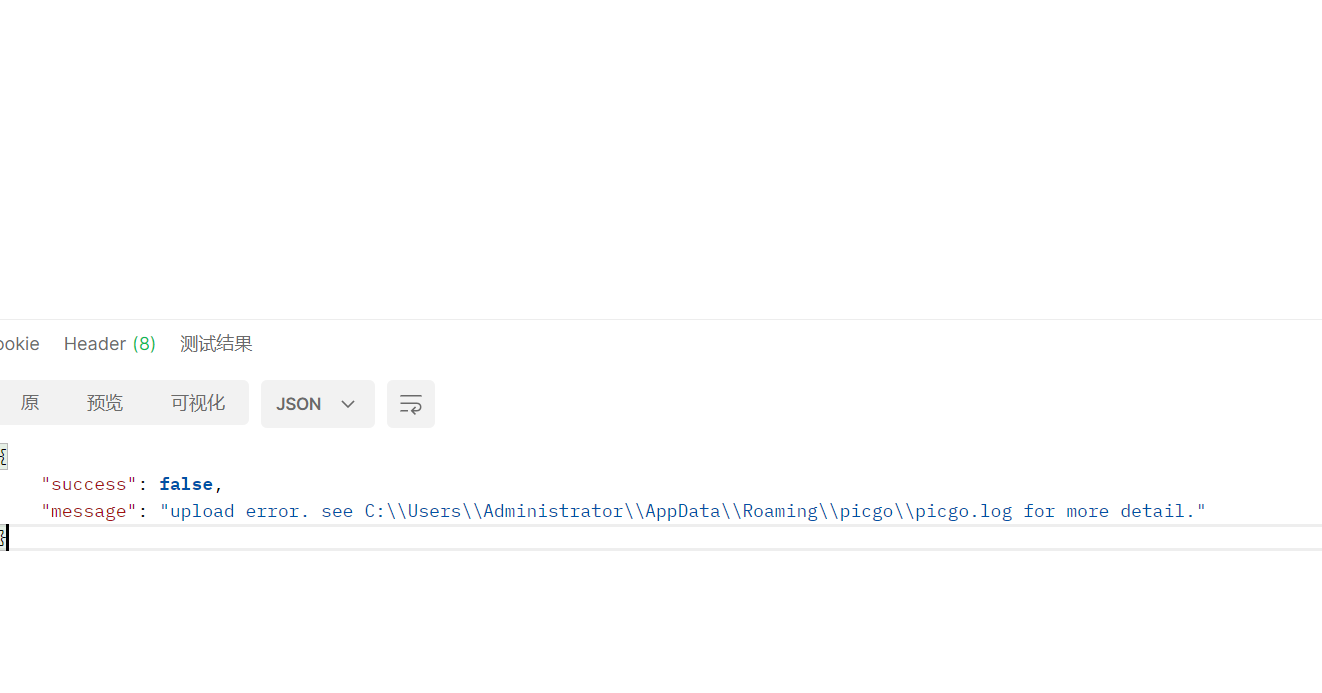 ookie Header (8) 测试结果
原 预览 可视化 JSON
{
"success": false,
"message": "upload error. see C:\\Users\\Administrator\\AppData\\Roaming\\picgo\\picgo.log for more detail."
}